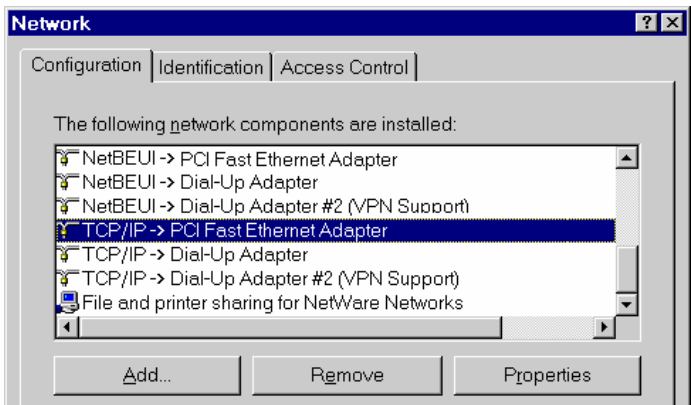 Network
Configuration Identification Access Control
The following network components are installed:
NetBEUI -> PCI Fast Ethernet Adapter
NetBEUI -> Dial-Up Adapter
NetBEUI -> Dial-Up Adapter #2 (VPN Support)
TCP/IP -> PCI Fast Ethernet Adapter
TCP/IP -> Dial-Up Adapter
TCP/IP -> Dial-Up Adapter #2 (VPN Support)
File and printer sharing for NetWare Networks
Add... Remove Properties